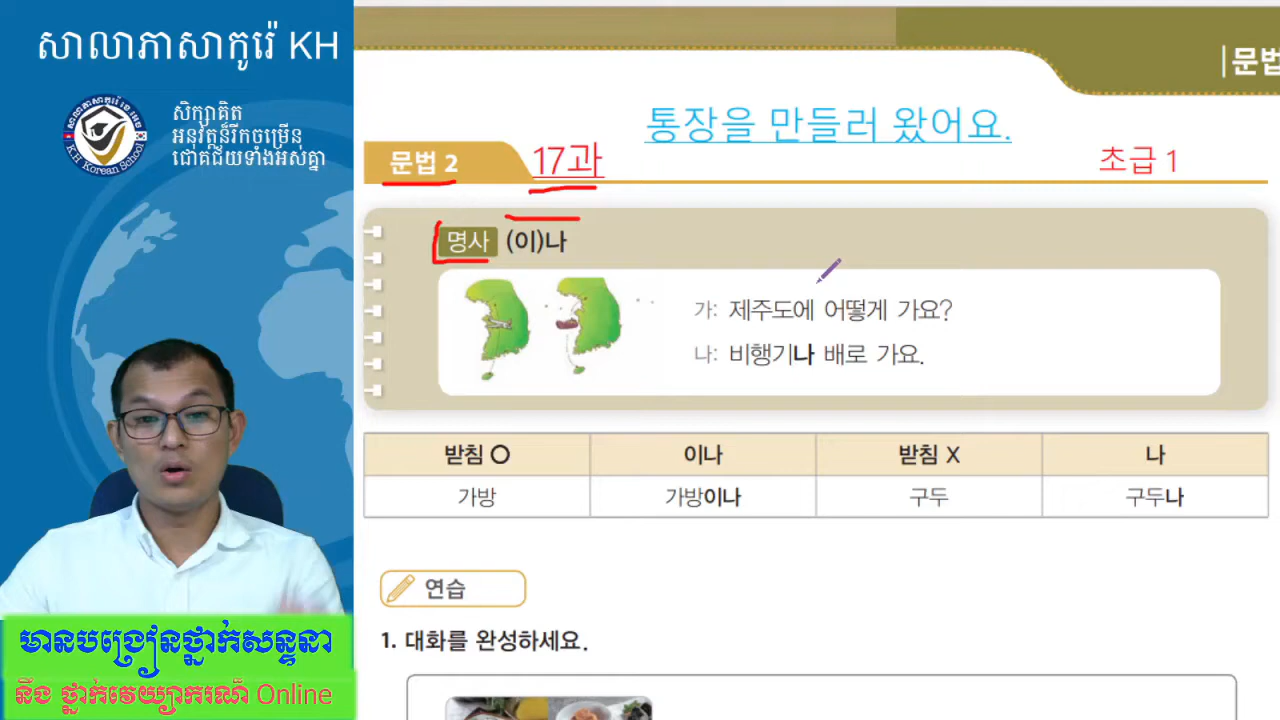 សាលាភាសាកូរ៉េ KH
សិក្សាគិត
អនុវត្តន៍រីកចម្រើន
ជោគជ័យទាំងអស់គ្នា
K-H Korean School
មានបង្រៀនថ្នាក់សន្ទនា
និង ថ្នាក់វេយ្យាករណ៍ Online
문법
통장을 만들러 왔어요.
문법 2
17과
초급 1
명사 (이)나
가: 제주도에 어떻게 가요?
나: 비행기나 배로 가요.
받침 O 이나 받침 X 나
가방 가방이나 구두 구두나
연습
1. 대화를 완성하세요.